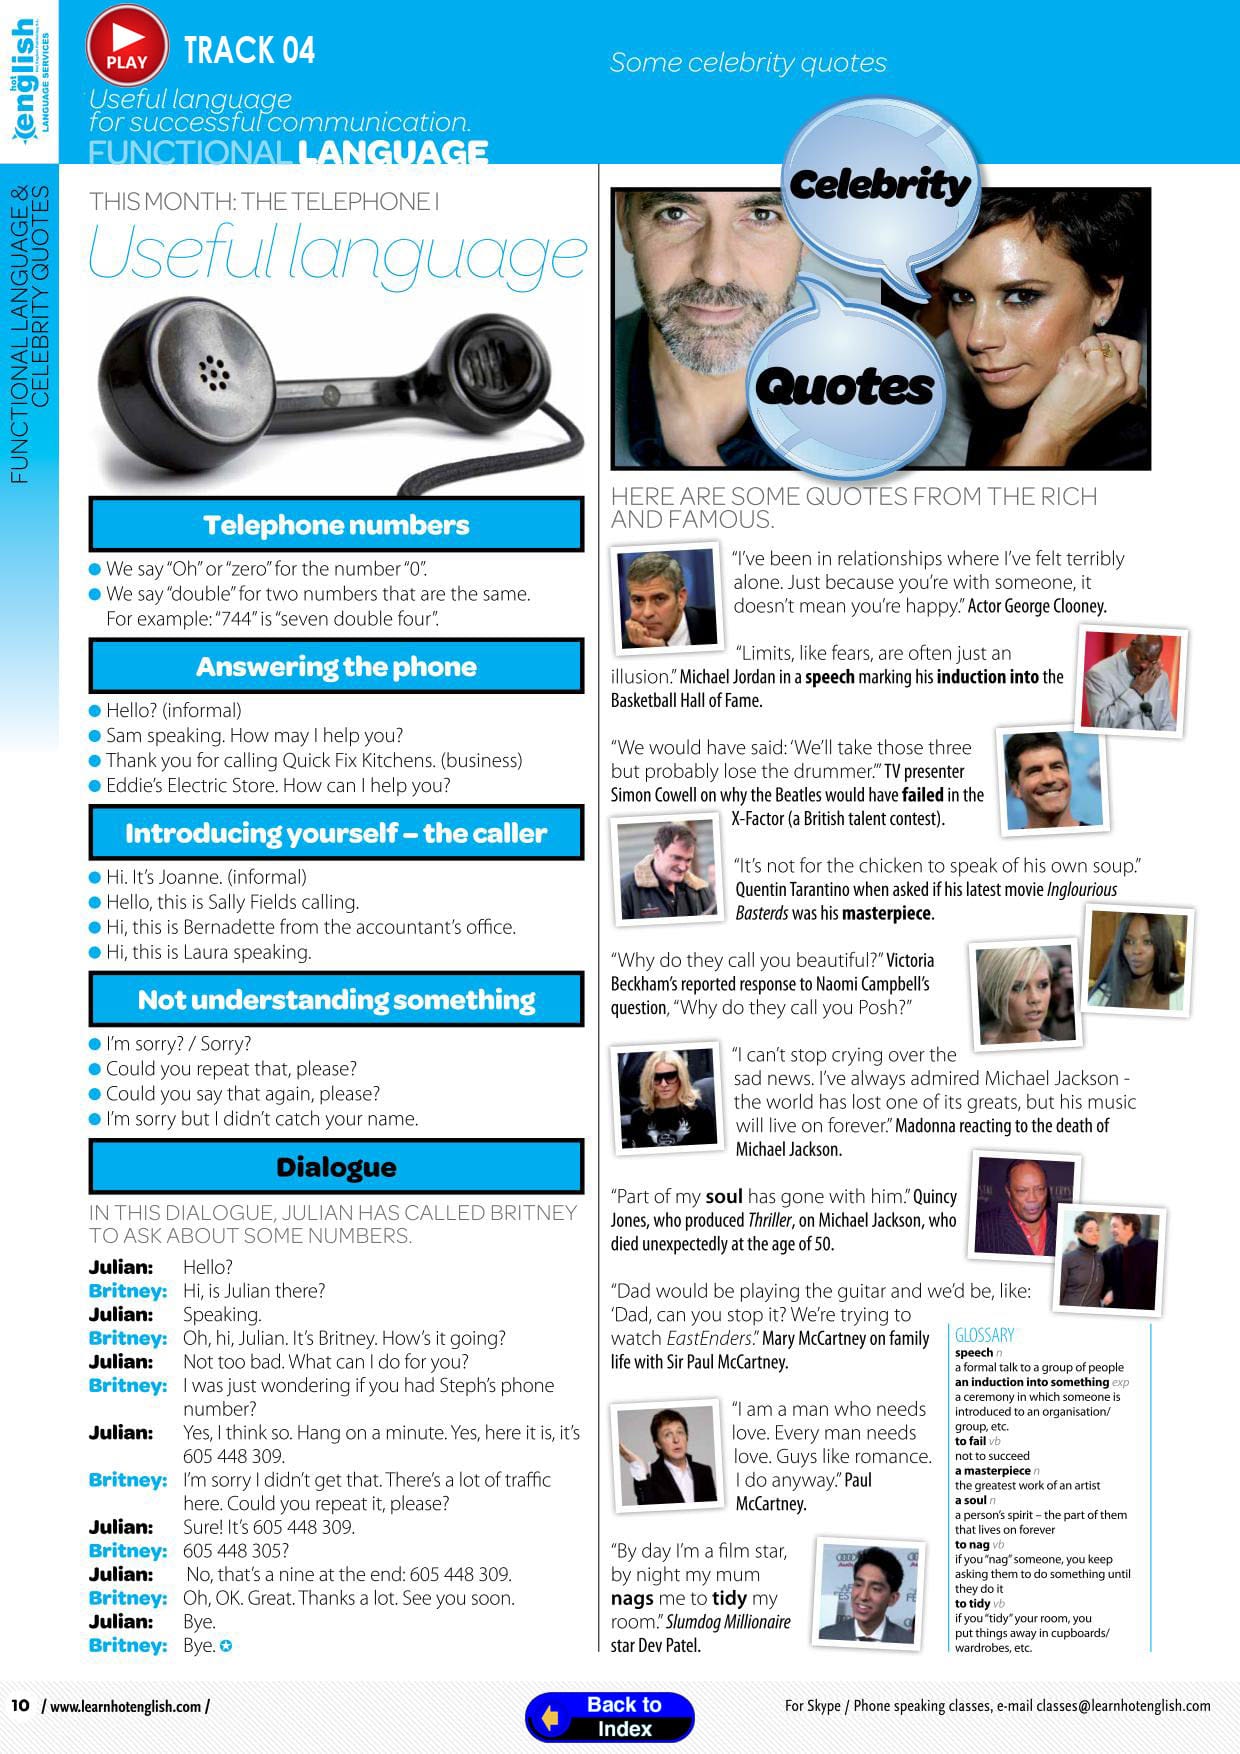 hot
english
LANGUAGE SERVICES
PLAY
TRACK 04
Useful language
for successful communication.
FUNCTIONAL LANGUAGE
Some celebrity quotes
FUNCTIONAL LANGUAGE &
CELEBRITY QUOTES
THIS MONTH: THE TELEPHONE I
Useful language
Telephone numbers
We say “Oh” or “zero” for the number “0”.
We say “double” for two numbers that are the same.
For example: “744” is “seven double four”.
Answering the phone
Hello? (informal)
Sam speaking. How may I help you?
Thank you for calling Quick Fix Kitchens. (business)
Eddie’s Electric Store. How can I help you?
Introducing yourself – the caller
Hi. It’s Joanne. (informal)
Hello, this is Sally Fields calling.
Hi, this is Bernadette from the accountant’s office.
Hi, this is Laura speaking.
Not understanding something
I’m sorry? / Sorry?
Could you repeat that, please?
Could you say that again, please?
I’m sorry but I didn’t catch your name.
Dialogue
IN THIS DIALOGUE, JULIAN HAS CALLED BRITNEY
TO ASK ABOUT SOME NUMBERS.
Julian: Hello?
Britney: Hi, is Julian there?
Julian: Speaking.
Britney: Oh, hi, Julian. It’s Britney. How’s it going?
Julian: Not too bad. What can I do for you?
Britney: I was just wondering if you had Steph’s phone
number?
Julian: Yes, I think so. Hang on a minute. Yes, here it is, it’s
605 448 309.
Britney: I’m sorry I didn’t get that. There’s a lot of traffic
here. Could you repeat it, please?
Julian: Sure! It’s 605 448 309.
Britney: 605 448 305?
Julian: No, that’s a nine at the end: 605 448 309.
Britney: Oh, OK. Great. Thanks a lot. See you soon.
Julian: Bye.
Britney: Bye.
Celebrity
Quotes
HERE ARE SOME QUOTES FROM THE RICH
AND FAMOUS.
“I’ve been in relationships where I’ve felt terribly
alone. Just because you’re with someone, it
doesn’t mean you’re happy.” Actor George Clooney.
“Limits, like fears, are often just an
illusion.” Michael Jordan in a speech marking his induction into the
Basketball Hall of Fame.
“We would have said: ‘We’ll take those three
but probably lose the drummer.’” TV presenter
Simon Cowell on why the Beatles would have failed in the
X-Factor (a British talent contest).
“It’s not for the chicken to speak of his own soup.”
Quentin Tarantino when asked if his latest movie Inglourious
Basterds was his masterpiece.
“Why do they call you beautiful?” Victoria
Beckham’s reported response to Naomi Campbell’s
question, “Why do they call you Posh?”
“I can’t stop crying over the
sad news. I’ve always admired Michael Jackson -
the world has lost one of its greats, but his music
will live on forever.” Madonna reacting to the death of
Michael Jackson.
“Part of my soul has gone with him.” Quincy
Jones, who produced Thriller, on Michael Jackson, who
died unexpectedly at the age of 50.
“Dad would be playing the guitar and we’d be, like:
‘Dad, can you stop it? We’re trying to
watch EastEnders.” Mary McCartney on family
life with Sir Paul McCartney.
“I am a man who needs
love. Every man needs
love. Guys like romance.
I do anyway.” Paul
McCartney.
“By day I’m a film star,
by night my mum
nags me to tidy my
room.” Slumdog Millionaire
star Dev Patel.
GLOSSARY
speech n
a formal talk to a group of people
an induction into something exp
a ceremony in which someone is
introduced to an organisation/
group, etc.
to fail vb
not to succeed
a masterpiece n
the greatest work of an artist
a soul n
a person’s spirit – the part of them
that lives on forever
to nag vb
if you “nag” someone, you keep
asking them to do something until
they do it
to tidy vb
if you “tidy” your room, you
put things away in cupboards/
wardrobes, etc.
10 / www.learnhotenglish.com /
Back to
Index
For Skype / Phone speaking classes, e-mail classes@learnhotenglish.com